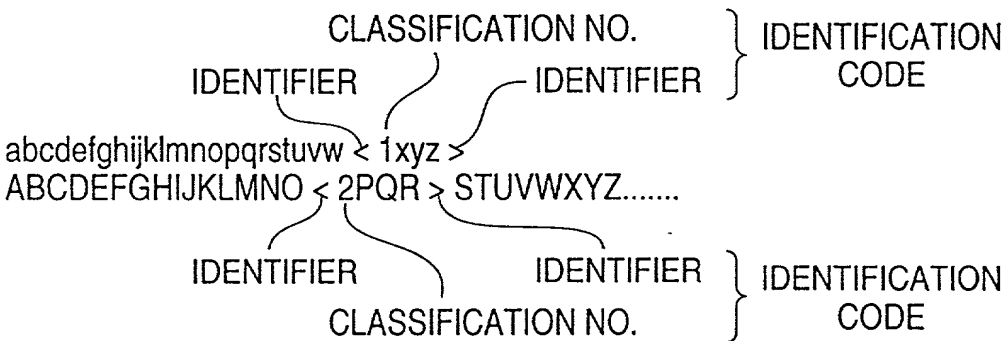 CLASSIFICATION NO.
IDENTIFIER
IDENTIFIER
IDENTIFICATION
CODE
abcdefghijklmnopqrstuvw < 1xyz >
ABCDEFGHIJKLMNO < 2PQR > STUVWXYZ.......
IDENTIFIER
IDENTIFIER
CLASSIFICATION NO.
IDENTIFICATION
CODE